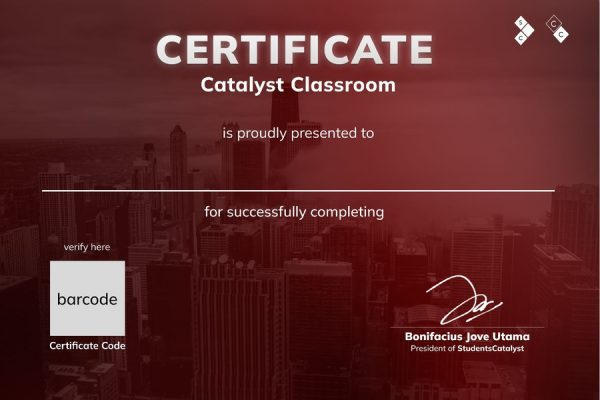 CERTIFICATE
Catalyst Classroom
S
C
C
C
is proudly presented to
for successfully completing
verify here
barcode
Certificate Code
Bonifacius Jove Utama
President of StudentsCatalyst